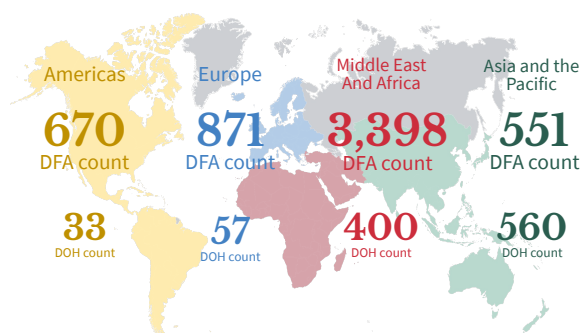 Americas
670
DFA count
33
DOH count
Europe
871
DFA count
57
DOH count
Middle East
And Africa
3,398
DFA count
400
DOH count
Asia and the
Pacific
551
DFA count
560
DOH count